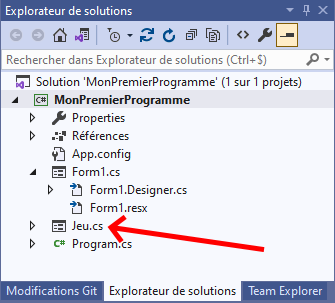 Explorateur de solutions
Rechercher dans Explorateur de solutions (Ctrl+$)
Solution 'MonPremierProgramme' (1 sur 1 projets)
C# MonPremierProgramme
Properties
Références
App.config
Form1.cs
Form1.Designer.cs
Form1.resx
Jeu.cs
C# Program.cs
Modifications Git Explorateur de solutions Team Explorer